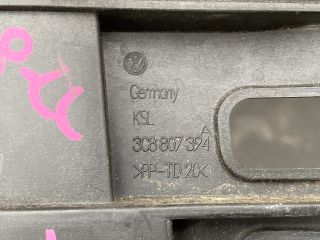 Germany
KSL
3C8 807 394
A
>PP-TD20<